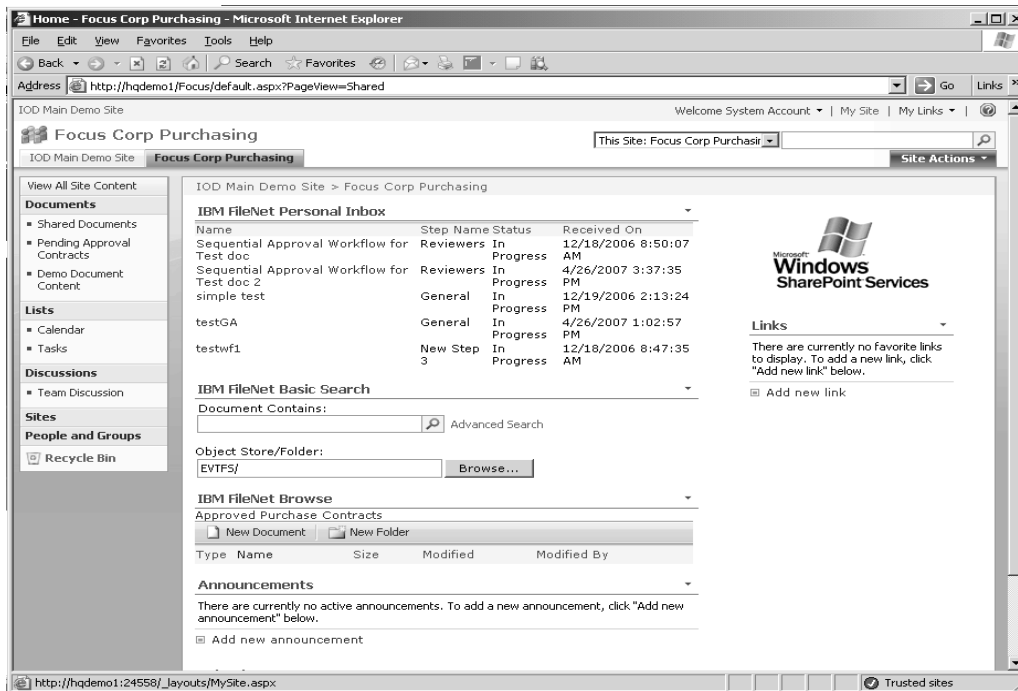 Home - Focus Corp Purchasing - Microsoft Internet Explorer
File Edit View Favorites Tools Help
Back Search Favorites
Address http://hqdemo1/Focus/default.aspx?PageView=Shared Go Links
IOD Main Demo Site Welcome System Account | My Site | My Links |
Focus Corp Purchasing This Site: Focus Corp Purchasir
IOD Main Demo Site Focus Corp Purchasing Site Actions
View All Site Content
Documents
Shared Documents
Pending Approval
Contracts
Demo Document
Content
Lists
Calendar
Tasks
Discussions
Team Discussion
Sites
People and Groups
Recycle Bin
IOD Main Demo Site > Focus Corp Purchasing
IBM FileNet Personal Inbox
Name Step Name Status Received On
Sequential Approval Workflow for Reviewers In 12/18/2006 8:50:07
Test doc Progress AM
Sequential Approval Workflow for Reviewers In 4/26/2007 3:37:35
Test doc 2 Progress PM
simple test General In 12/19/2006 2:13:24
Progress PM
testGA General In 4/26/2007 1:02:57
Progress PM
testwf1 New Step In 12/18/2006 8:47:35
3 Progress AM
IBM FileNet Basic Search
Document Contains:
Advanced Search
Object Store/Folder:
EVTFS/ Browse...
IBM FileNet Browse
Approved Purchase Contracts
New Document New Folder
Type Name Size Modified Modified By
Announcements
There are currently no active announcements. To add a new announcement, click "Add new
announcement" below.
Add new announcement
Microsoft
Windows
SharePoint Services
Links
There are currently no favorite links
to display. To add a new link, click
"Add new link" below.
Add new link
http://hqdemo1:24558/_layouts/MySite.aspx Trusted sites